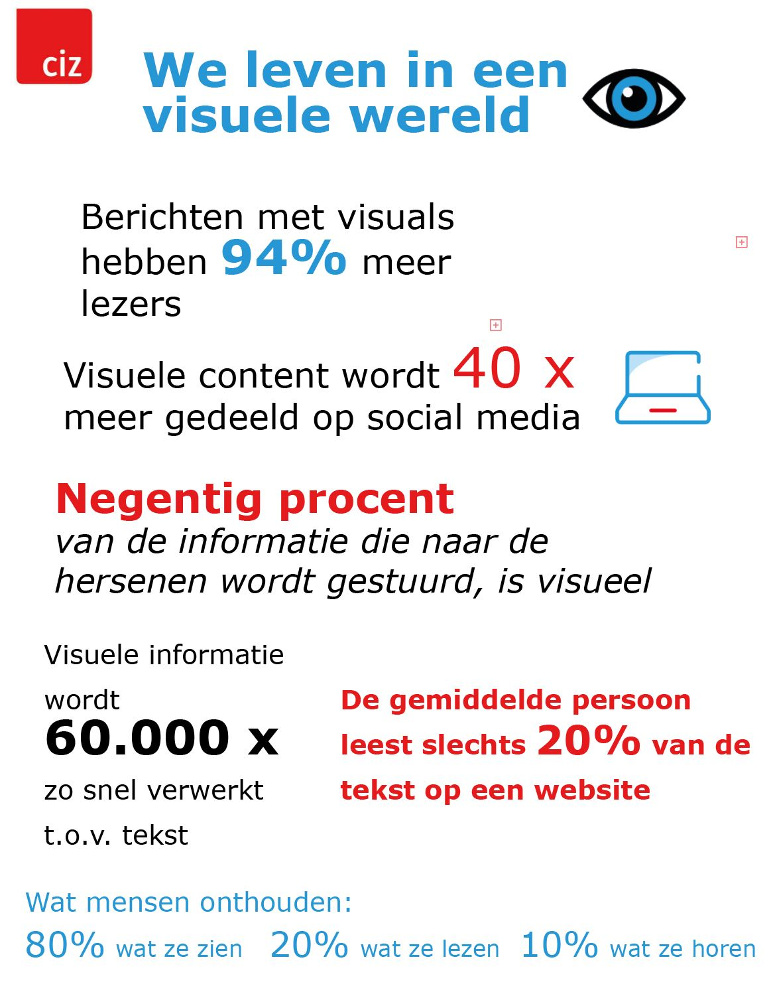 ciz
We leven in een
visuele wereld
Berichten met visuals
hebben 94% meer
lezers
Visuele content wordt 40 x
meer gedeeld op social media
Negentig procent
van de informatie die naar de
hersenen wordt gestuurd, is visueel
Visuele informatie
wordt
60.000 x
zo snel verwerkt
t.o.v. tekst
De gemiddelde persoon
leest slechts 20% van de
tekst op een website
Wat mensen onthouden:
80% wat ze zien 20% wat ze lezen 10% wat ze horen